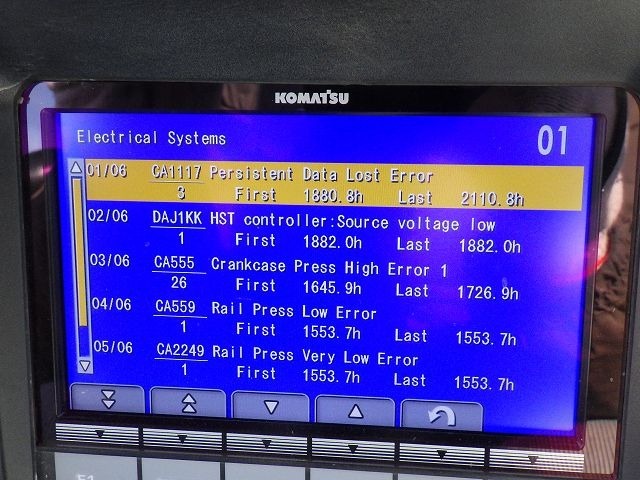 KOMATSU
Electrical Systems 01
01/06 CA1117 Persistent Data Lost Error
3 First 1880.8h Last 2110.8h
02/06 DAJ1KK HST controller:Source voltage low
1 First 1882.0h Last 1882.0h
03/06 CA555 Crankcase Press High Error 1
26 First 1645.9h Last 1726.9h
04/06 CA559 Rail Press Low Error
1 First 1553.7h Last 1553.7h
05/06 CA2249 Rail Press Very Low Error
1 First 1553.7h Last 1553.7h